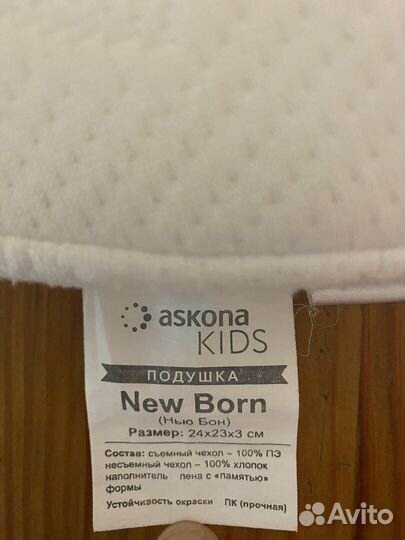 askona
KIDS
ПОДУШКА
New Born
(Нью Бон)
Размер: 24x23x3 см
Состав: съемный чехол – 100% ПЭ
несъемный чехол – 100% хлопок
наполнитель пена с «памятью»
формы
Устойчивость окраски ПК (прочная)
Avito